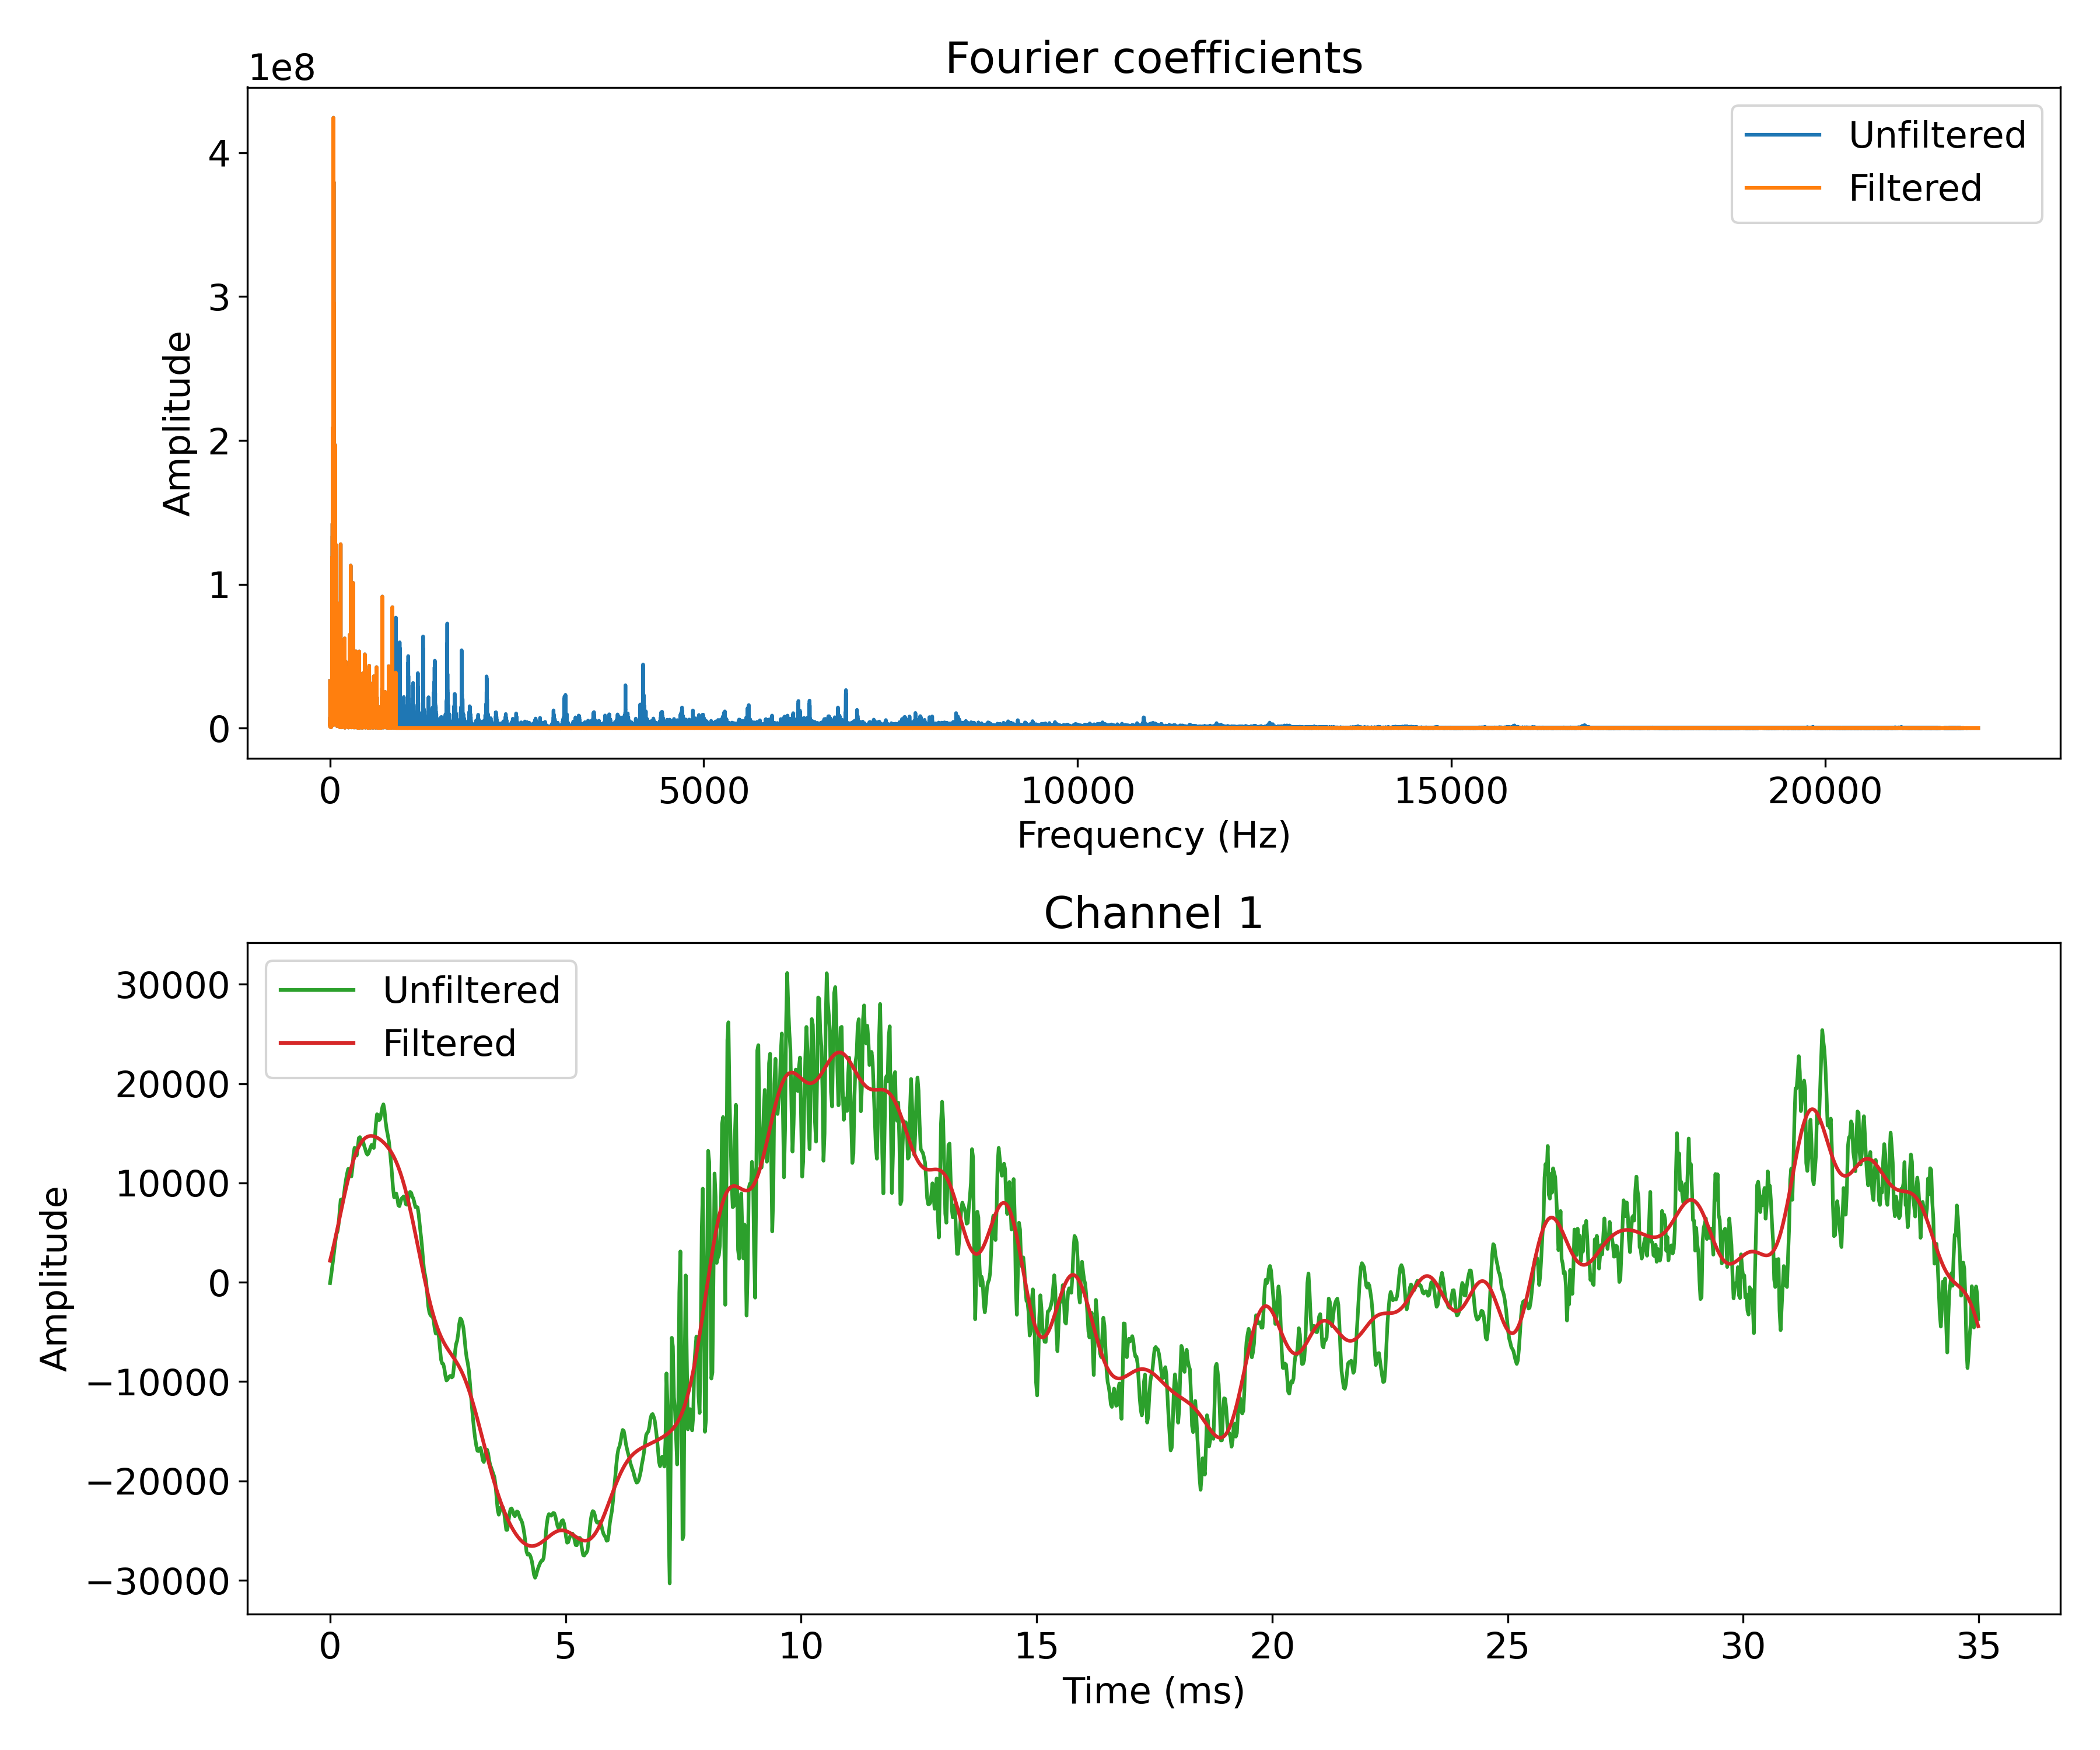 Fourier coefficients
1e8
Unfiltered
Filtered
4
3
2
1
0
Amplitude
0 5000 10000 15000 20000
Frequency (Hz)
Channel 1
Unfiltered
Filtered
30000
20000
10000
0
−10000
−20000
−30000
Amplitude
0 5 10 15 20 25 30 35
Time (ms)